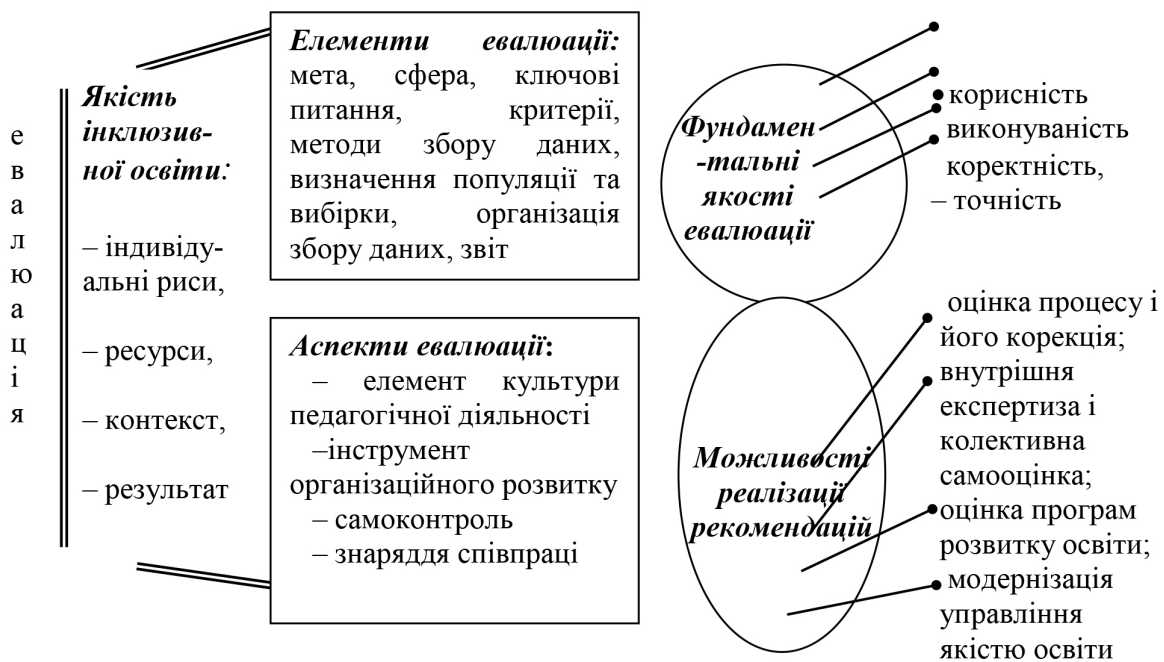 евалюація
Якість
інклюзив-
ної освіти:
– індивіду-
альні риси,
– ресурси,
– контекст,
– результат
Елементи евалюації:
мета, сфера, ключові
питання, критерії,
методи збору даних,
визначення популяції та
вибірки, організація
збору даних, звіт
Аспекти евалюації:
– елемент культури
педагогічної діяльності
–інструмент
організаційного розвитку
– самоконтроль
– знаряддя співпраці
Фундамен
-тальні
якості
евалюації
корисність
виконуваність
коректність,
– точність
Можливості
реалізації
рекомендацій
оцінка процесу і
його корекція;
внутрішня
експертиза і
колективна
самооцінка;
оцінка програм
розвитку освіти;
модернізація
управління
якістю освіти